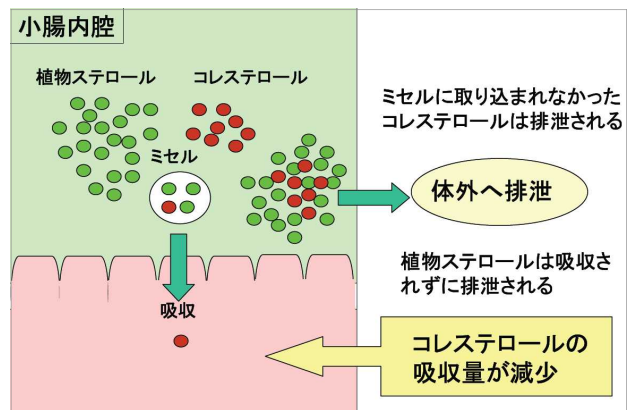 小腸内腔
植物ステロール
コレステロール
ミセル
吸収
ミセルに取り込まれなかった
コレステロールは排泄される
体外へ排泄
植物ステロールは吸収さ
れずに排泄される
コレステロールの
吸収量が減少